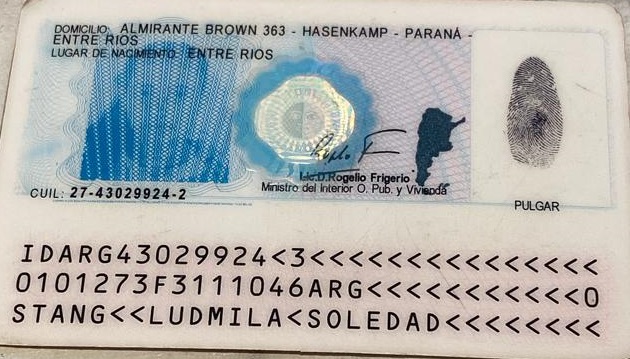 DOMICILIO: ALMIRANTE BROWN 363 - HASENKAMP - PARANÁ -
ENTRE RIOS
LUGAR DE NACIMIENTO: ENTRE RIOS
Lic.D.Rogelio Frigerio
Ministro del Interior O. Pub. y Vivienda
CUIL: 27-43029924-2
PULGAR
IDARG43029924<3<<<<<<<<<<<<<<<
0101273F3111046ARG<<<<<<<<<<<0
STANG<<LUDMILA<SOLEDAD<<<<<<<<